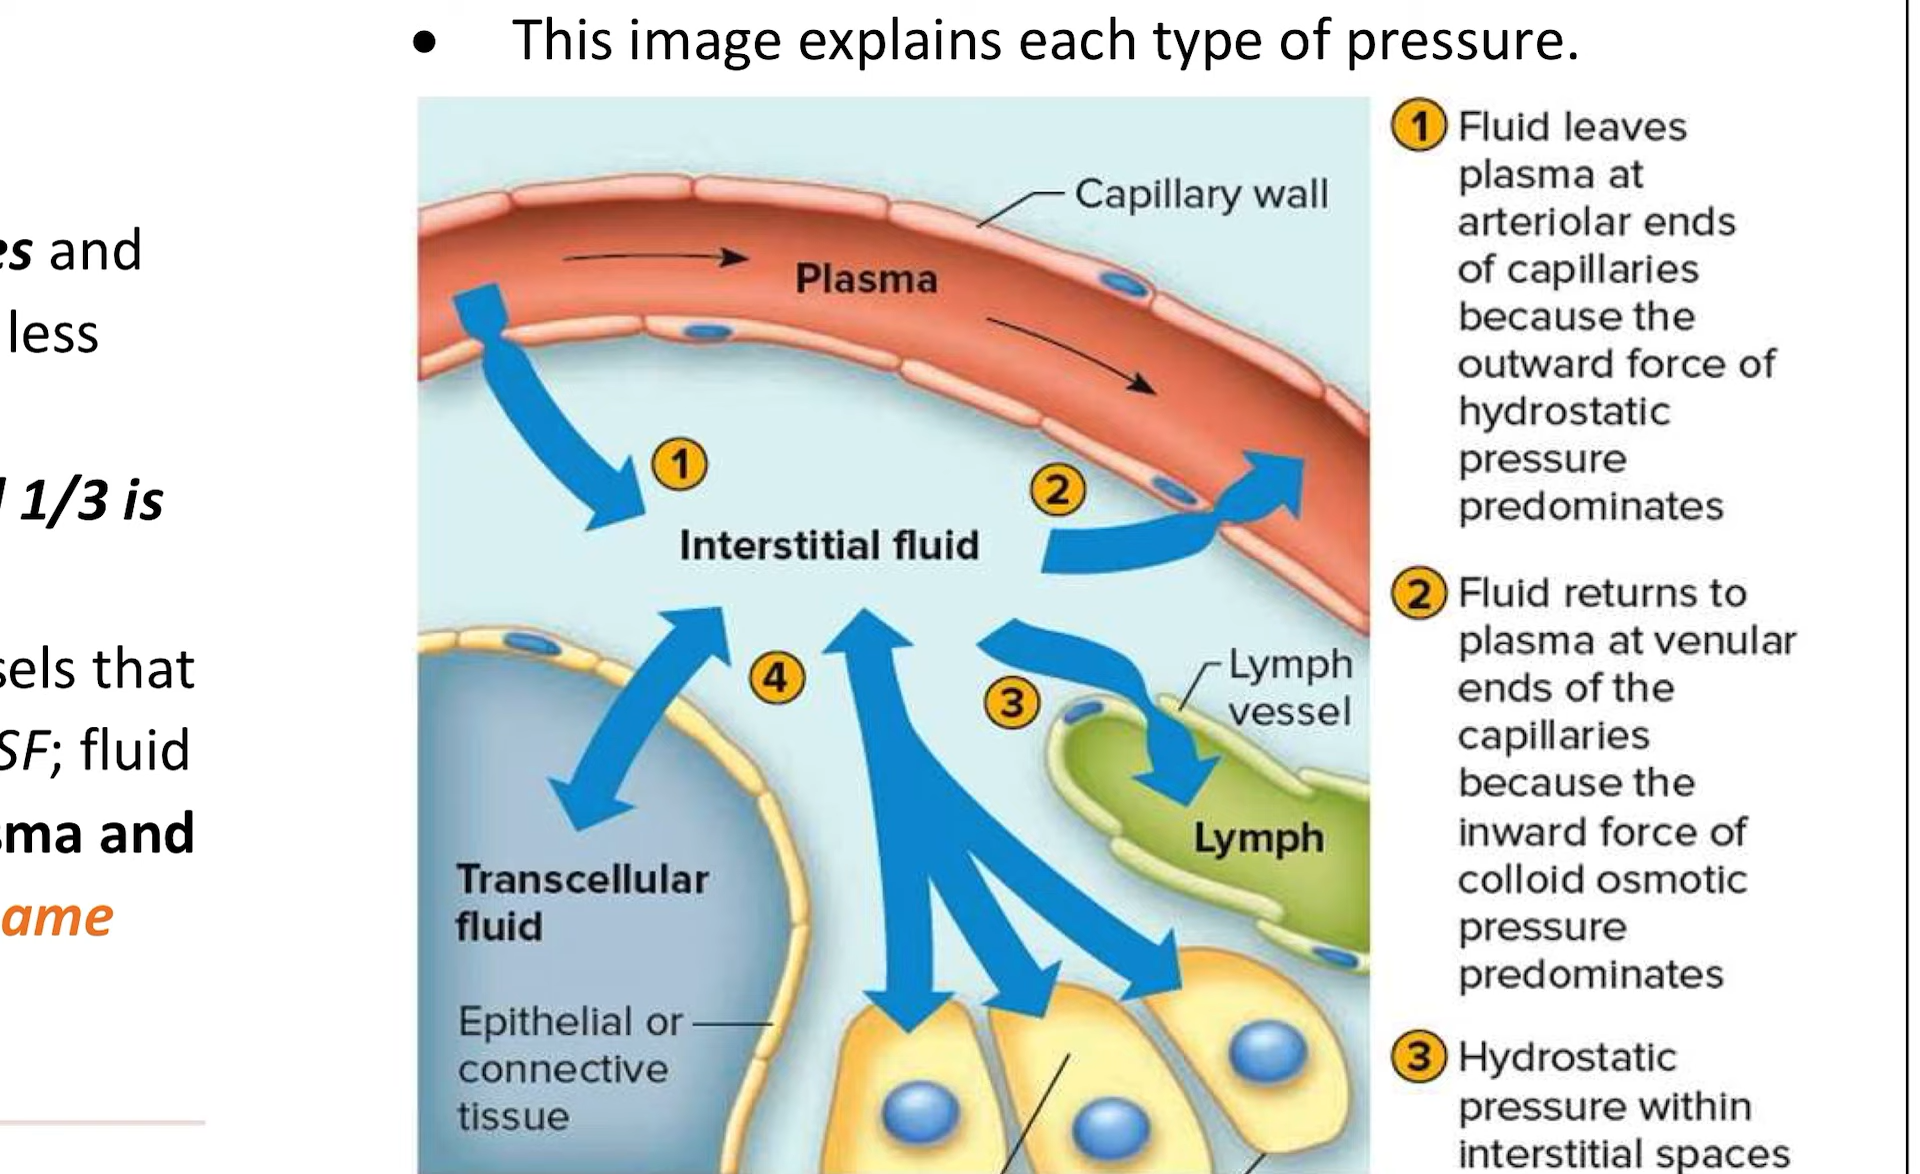 • This image explains each type of pressure.
es and
less
1/3 is
sels that
SF; fluid
sma and
ame
Capillary wall
Plasma
1
2
Interstitial fluid
4
3
Lymph
vessel
Lymph
Transcellular
fluid
Epithelial or
connective
tissue
1 Fluid leaves
plasma at
arteriolar ends
of capillaries
because the
outward force of
hydrostatic
pressure
predominates
2 Fluid returns to
plasma at venular
ends of the
capillaries
because the
inward force of
colloid osmotic
pressure
predominates
3 Hydrostatic
pressure within
interstitial spaces